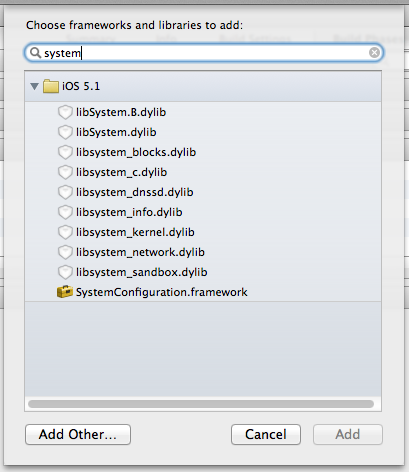 Choose frameworks and libraries to add:
system
iOS 5.1
libSystem.B.dylib
libSystem.dylib
libsystem_blocks.dylib
libsystem_c.dylib
libsystem_dnssd.dylib
libsystem_info.dylib
libsystem_kernel.dylib
libsystem_network.dylib
libsystem_sandbox.dylib
SystemConfiguration.framework
Add Other... Cancel Add